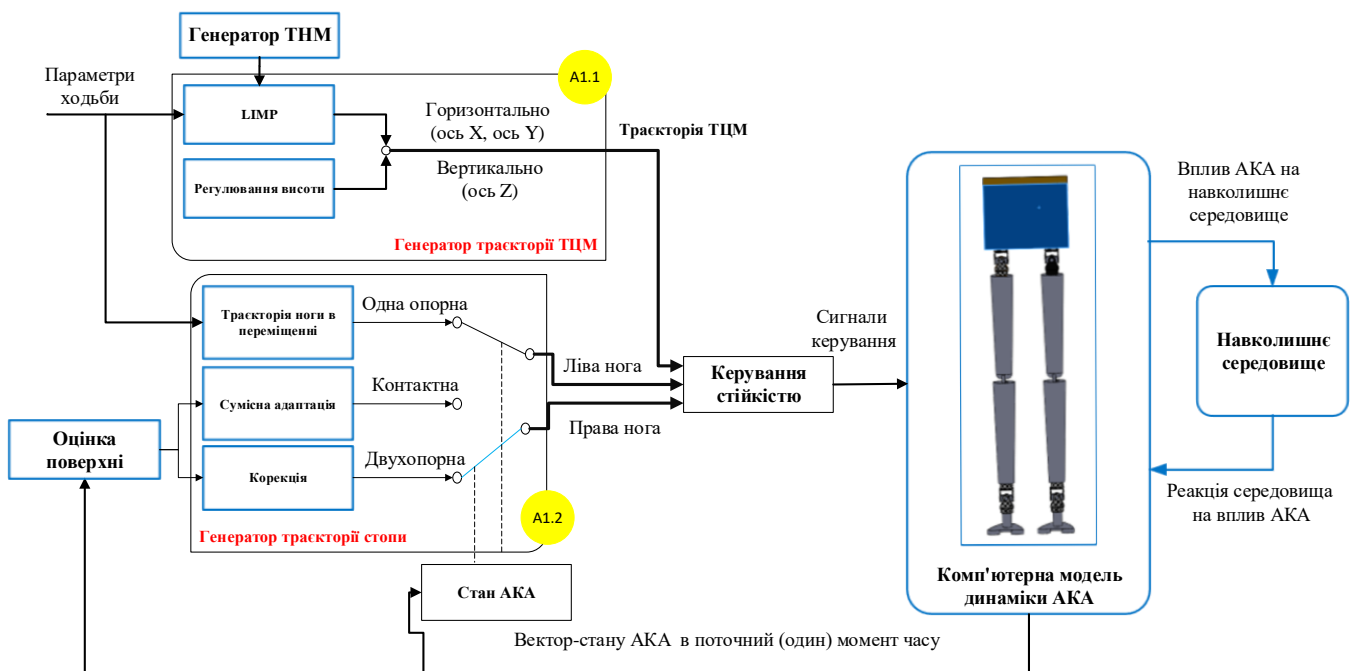 Генератор ТНМ
Параметри
ходьби
A1.1
LIMP
Горизонтально
(ось X, ось Y)
Траєкторія ТЦМ
Регулювання висоти
Вертикально
(ось Z)
Генератор траєкторії ТЦМ
Траєкторія ноги в
переміщенні
Одна опорна
Ліва нога
Сумісна адаптація
Контактна
Права нога
Оцінка
поверхні
Корекція
Двухопорна
A1.2
Генератор траєкторії стопи
Стан АКА
Керування
стійкістю
Сигнали
керування
Комп'ютерна модель
динаміки АКА
Вплив АКА на
навколишнє
середовище
Навколишнє
середовище
Реакція середовища
на вплив АКА
Вектор-стану АКА в поточний (один) момент часу